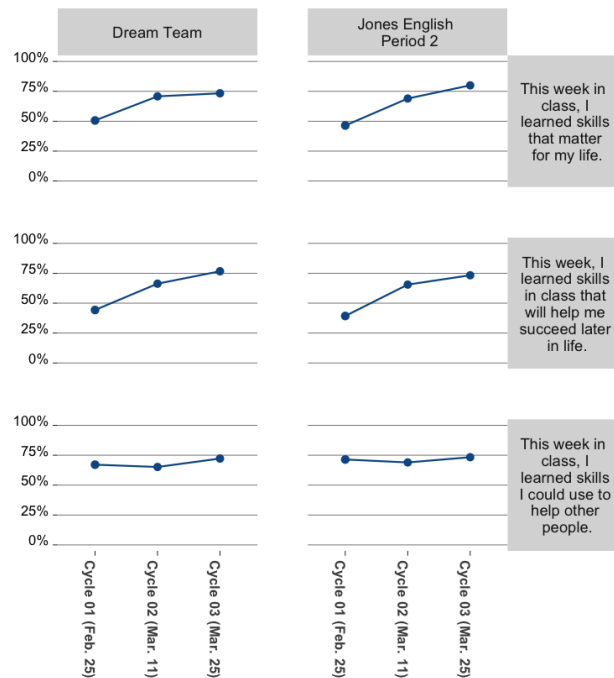 Dream Team
Jones English
Period 2
100%
75%
50%
25%
0%
This week in
class, I
learned skills
that matter
for my life.
100%
75%
50%
25%
0%
This week, I
learned skills
in class that
will help me
succeed later
in life.
100%
75%
50%
25%
0%
This week in
class, I
learned skills
I could use to
help other
people.
Cycle 01 (Feb. 25)
Cycle 02 (Mar. 11)
Cycle 03 (Mar. 25)
Cycle 01 (Feb. 25)
Cycle 02 (Mar. 11)
Cycle 03 (Mar. 25)